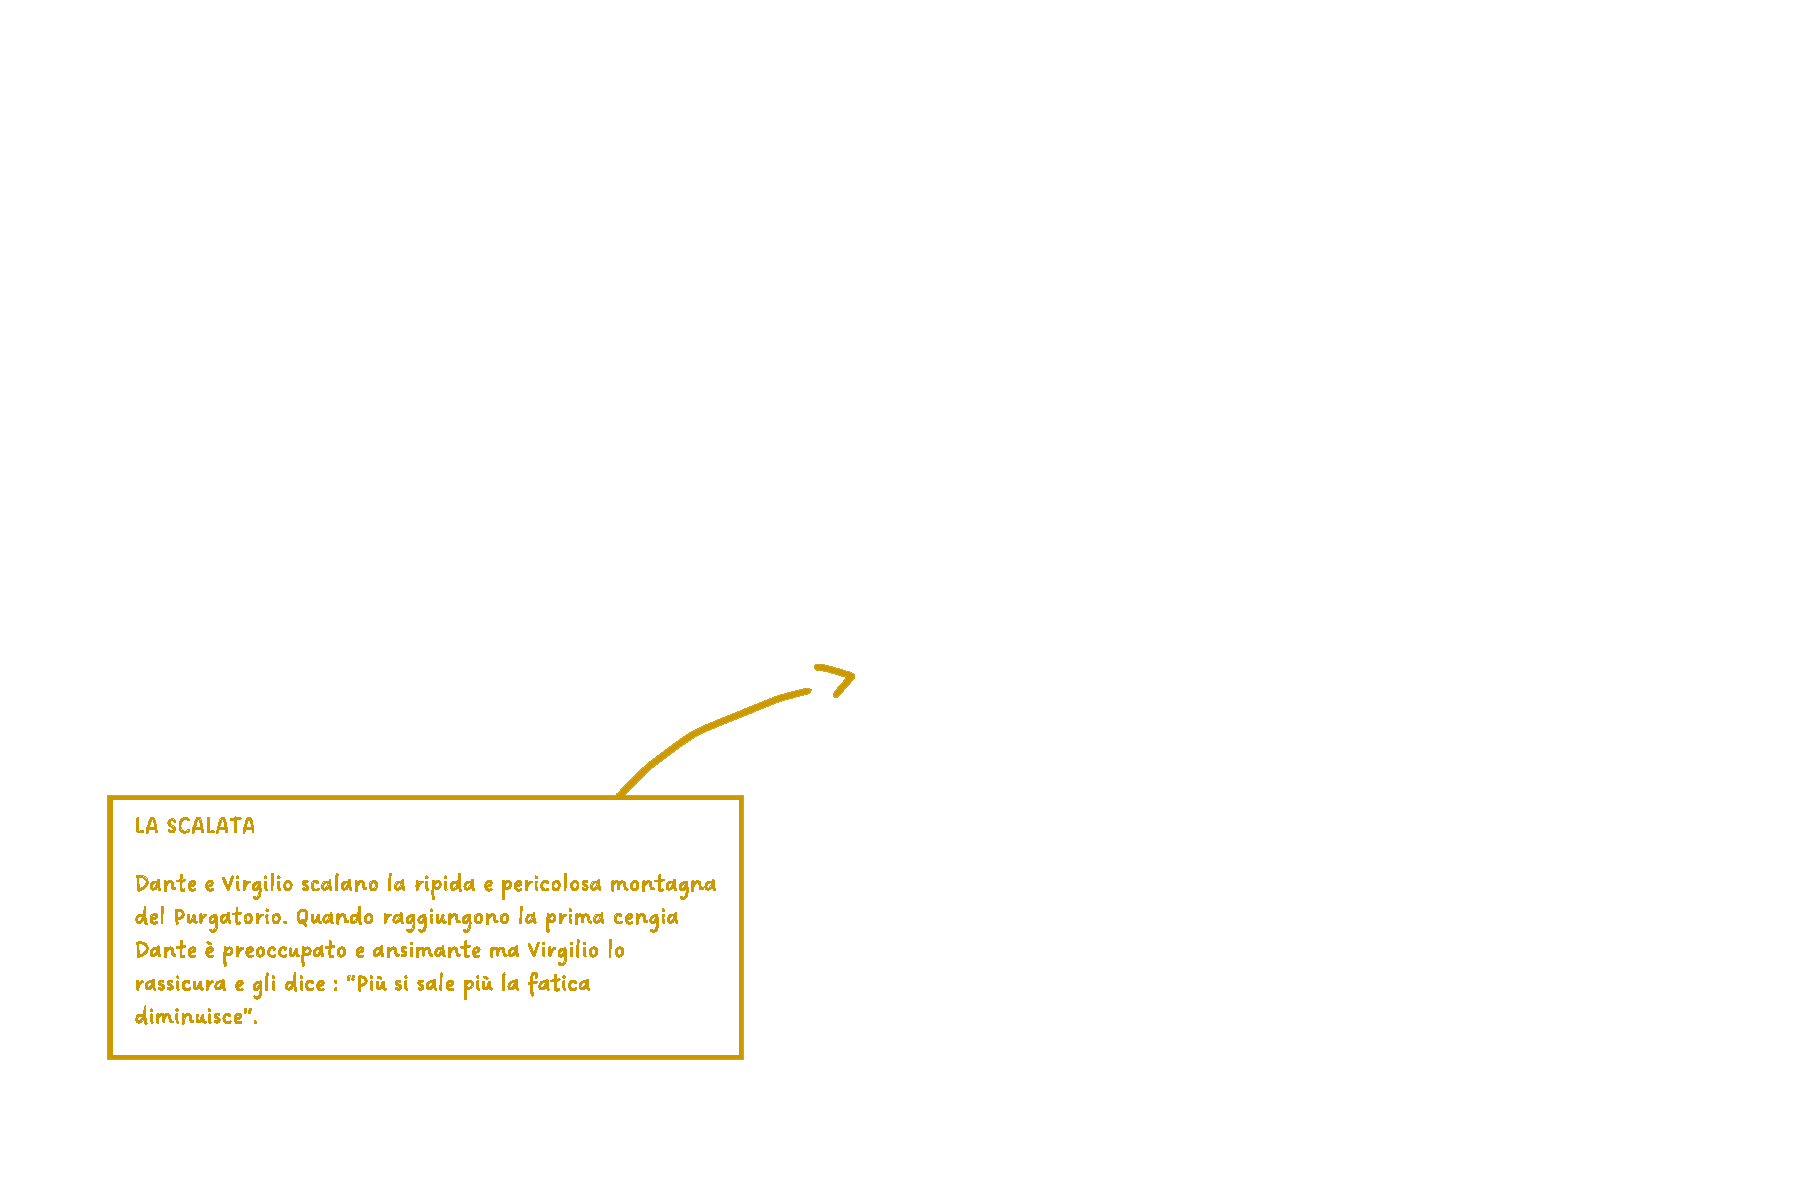 LA SCALATA
Dante e Virgilio scalano la ripida e pericolosa montagna
del Purgatorio. Quando raggiungono la prima cengia
Dante è preoccupato e ansimante ma Virgilio lo
rassicura e gli dice : "Più si sale più la fatica
diminuisce".